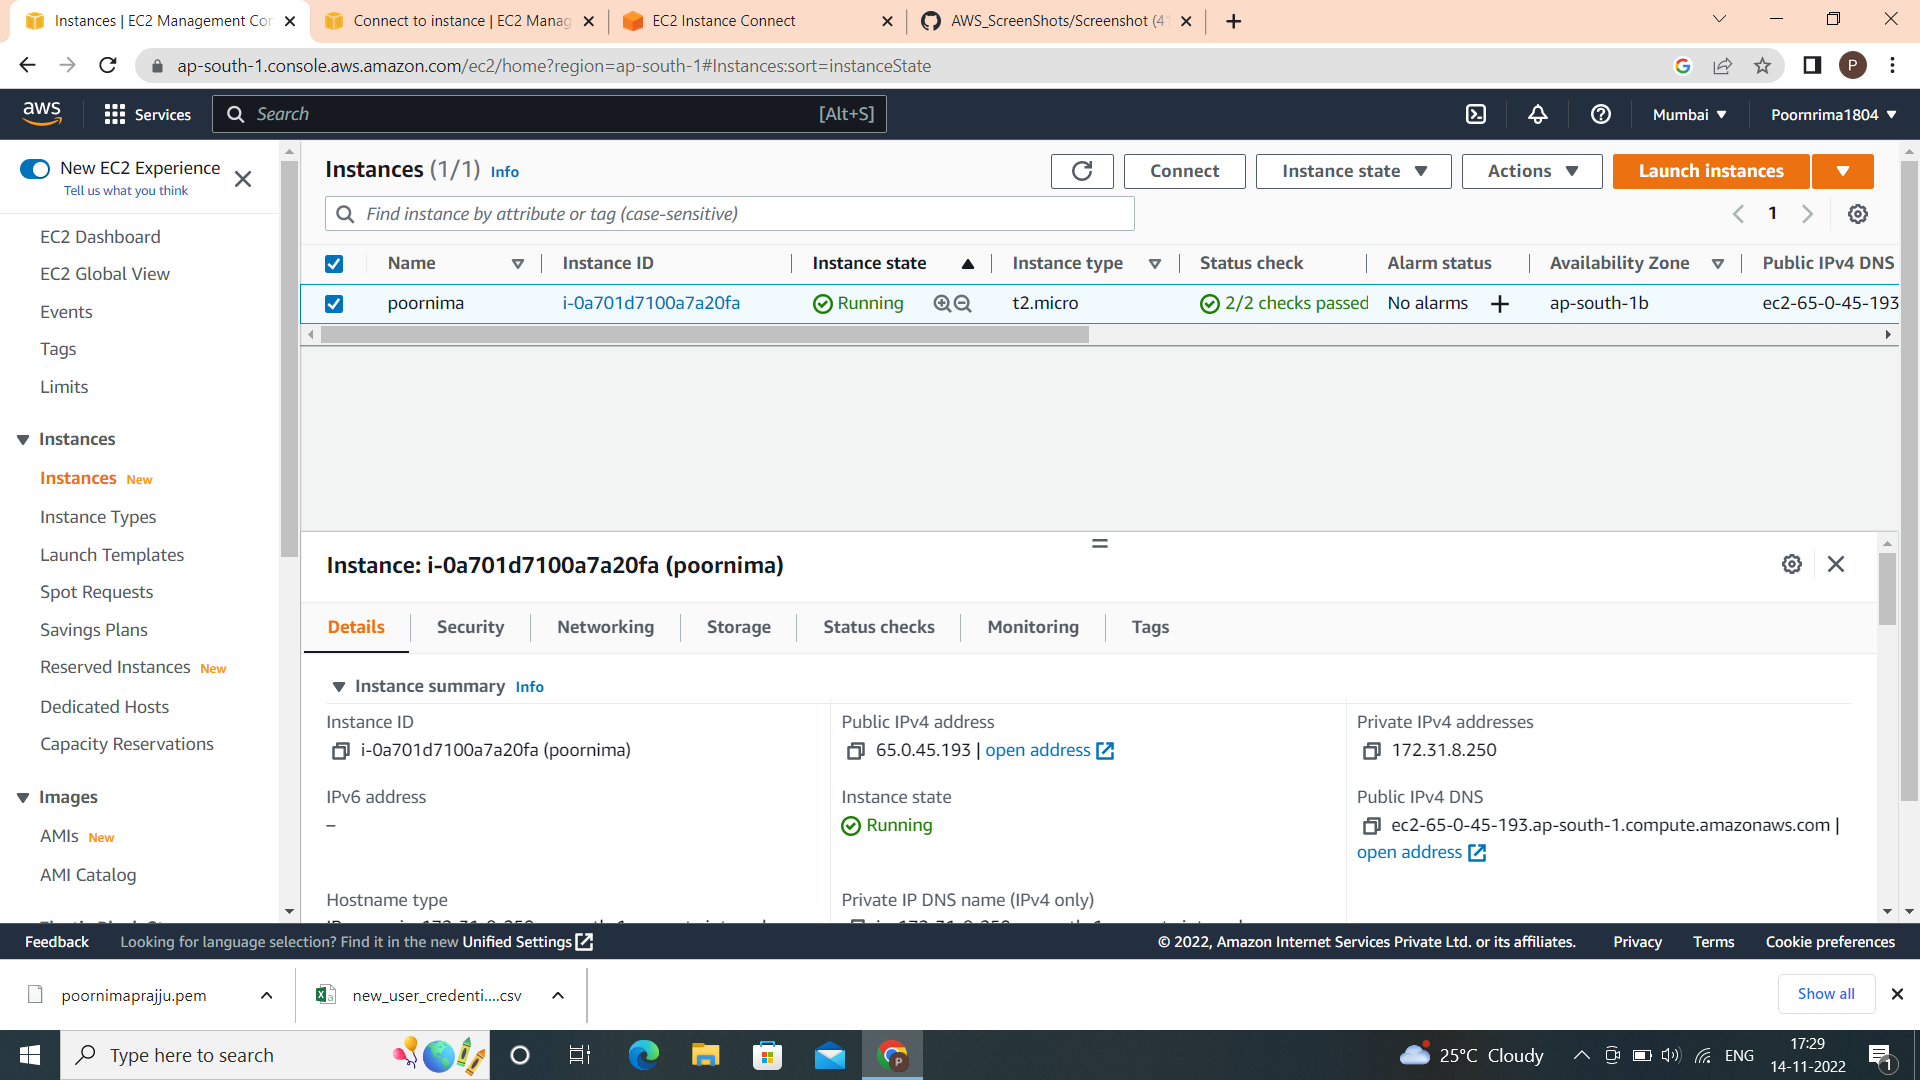 Instances | EC2 Management Con
Connect to instance | EC2 Manag
EC2 Instance Connect
AWS_ScreenShots/Screenshot (41
ap-south-1.console.aws.amazon.com/ec2/home?region=ap-south-1#Instances:sort=instanceState
P
aws
Services
Search
[Alt+S]
Mumbai
Poornrima1804
New EC2 Experience
Tell us what you think
EC2 Dashboard
EC2 Global View
Events
Tags
Limits
Instances
Instances New
Instance Types
Launch Templates
Spot Requests
Savings Plans
Reserved Instances New
Dedicated Hosts
Capacity Reservations
Images
AMIs New
AMI Catalog
Instances (1/1) Info
Connect
Instance state
Actions
Launch instances
Find instance by attribute or tag (case-sensitive)
1
Name Instance ID Instance state Instance type Status check Alarm status Availability Zone Public IPv4 DNS
poornima i-0a701d7100a7a20fa Running t2.micro 2/2 checks passed No alarms + ap-south-1b ec2-65-0-45-193
Instance: i-0a701d7100a7a20fa (poornima)
Details Security Networking Storage Status checks Monitoring Tags
Instance summary Info
Instance ID
i-0a701d7100a7a20fa (poornima)
Public IPv4 address
65.0.45.193 | open address
Private IPv4 addresses
172.31.8.250
IPv6 address
–
Instance state
Running
Public IPv4 DNS
ec2-65-0-45-193.ap-south-1.compute.amazonaws.com |
open address
Hostname type
Private IP DNS name (IPv4 only)
Feedback
Looking for language selection? Find it in the new Unified Settings
© 2022, Amazon Internet Services Private Ltd. or its affiliates.
Privacy
Terms
Cookie preferences
poornimaprajju.pem
new_user_credenti....csv
Show all
Type here to search
P
25°C Cloudy
ENG
17:29
14-11-2022
1